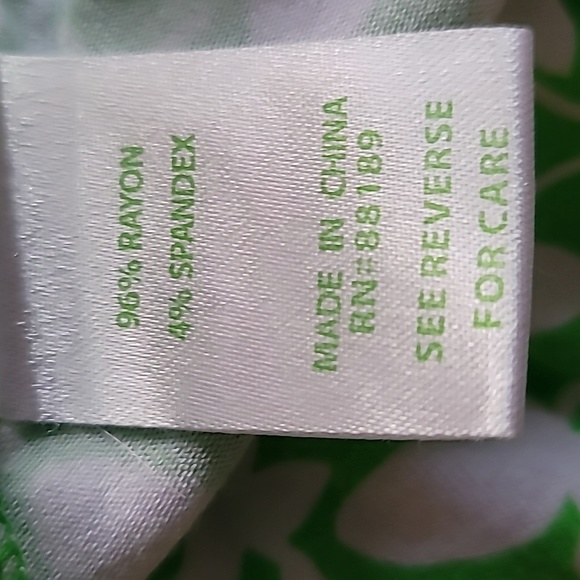 96% RAYON
4% SPANDEX
MADE IN CHINA
RN=88189
SEE REVERSE
FOR CARE